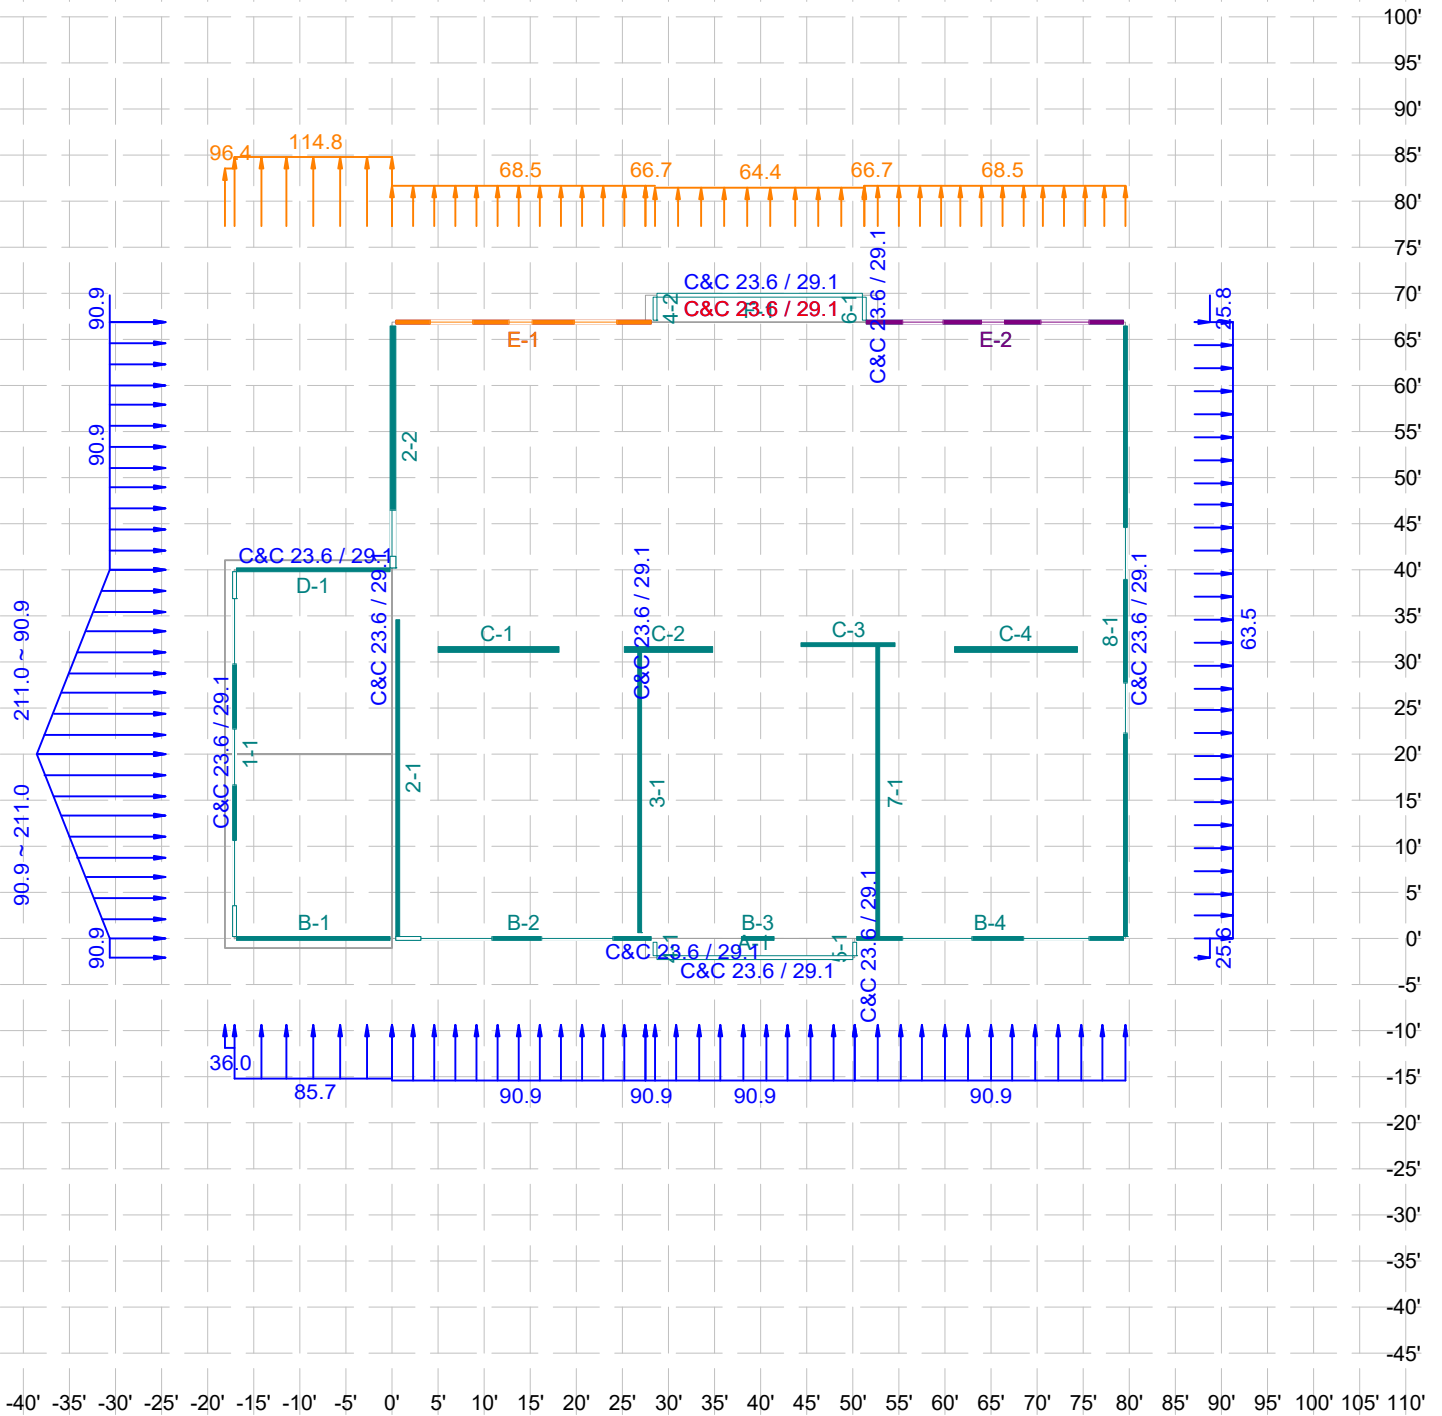 100'
95'
90'
85'
80'
75'
70'
65'
60'
55'
50'
45'
40'
35'
30'
25'
20'
15'
10'
5'
0'
-5'
-10'
-15'
-20'
-25'
-30'
-35'
-40'
-45'
96.4
114.8
68.5
66.7
64.4
66.7
68.5
90.9
90.9
211.0 ~ 90.9
90.9 ~ 211.0
90.9
25.8
63.5
25.6
C&C 23.6 / 29.1
C&C 23.6 / 29.1
C&C 23.6 / 29.1
4-2
F-1
6-1
E-1
E-2
2-2
C&C 23.6 / 29.1
D-1
C&C 23.6 / 29.1
C&C 23.6 / 29.1
C&C 23.6 / 29.1
C-1
C-2
C-3
C-4
8-1
C&C 23.6 / 29.1
1-1
2-1
3-1
7-1
B-1
B-2
B-3
B-4
A-1
4-1
5-1
C&C 23.6 / 29.1
C&C 23.6 / 29.1
C&C 23.6 / 29.1
36.0
85.7
90.9
90.9
90.9
90.9
-40' -35' -30' -25' -20' -15' -10' -5' 0' 5' 10' 15' 20' 25' 30' 35' 40' 45' 50' 55' 60' 65' 70' 75' 80' 85' 90' 95' 100' 105' 110'